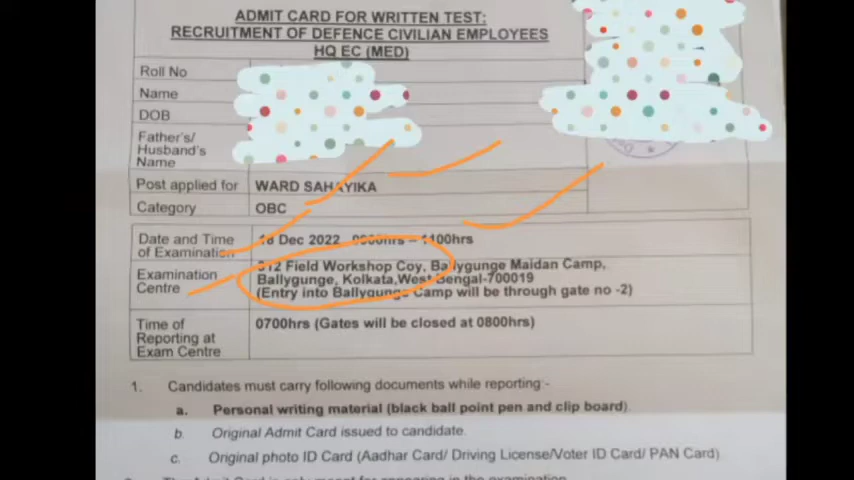 ADMIT CARD FOR WRITTEN TEST:
RECRUITMENT OF DEFENCE CIVILIAN EMPLOYEES
HQ EC (MED)
Roll No
Name
DOB
Father's/
Husband's
Name
Post applied for WARD SAHAYIKA
Category OBC
Date and Time
of Examination
Dec 2022 – 1100hrs
Examination
Centre
Field Workshop Coy, Ballygunge Maidan Camp,
Ballygunge, Kolkata,West Bengal-700019
(Entry into Ballygunge Camp will be through gate no -2)
Time of
Reporting at
Exam Centre
0700hrs (Gates will be closed at 0800hrs)
1. Candidates must carry following documents while reporting:-
a. Personal writing material (black ball point pen and clip board)
b. Original Admit Card issued to candidate.
c. Original photo ID Card (Aadhar Card/ Driving License/Voter ID Card/ PAN Card)